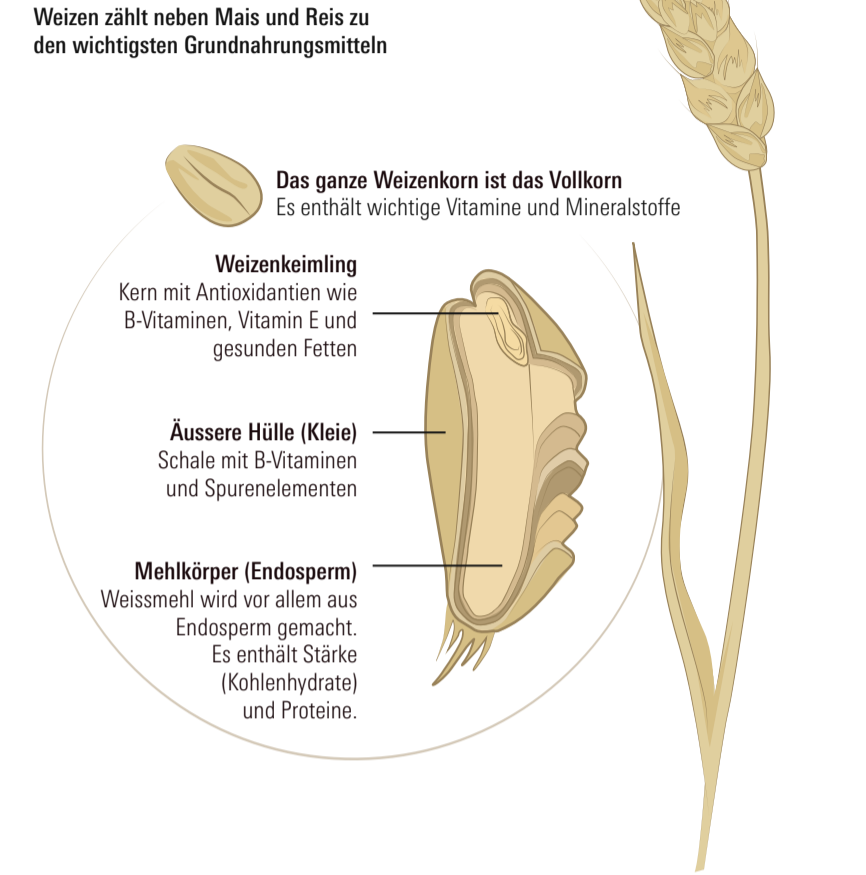 Weizen zählt neben Mais und Reis zu
den wichtigsten Grundnahrungsmitteln
Das ganze Weizenkorn ist das Vollkorn
Es enthält wichtige Vitamine und Mineralstoffe
Weizenkeimling
Kern mit Antioxidantien wie
B-Vitaminen, Vitamin E und
gesunden Fetten
Äussere Hülle (Kleie)
Schale mit B-Vitaminen
und Spurenelementen
Mehlkörper (Endosperm)
Weissmehl wird vor allem aus
Endosperm gemacht.
Es enthält Stärke
(Kohlenhydrate)
und Proteine.